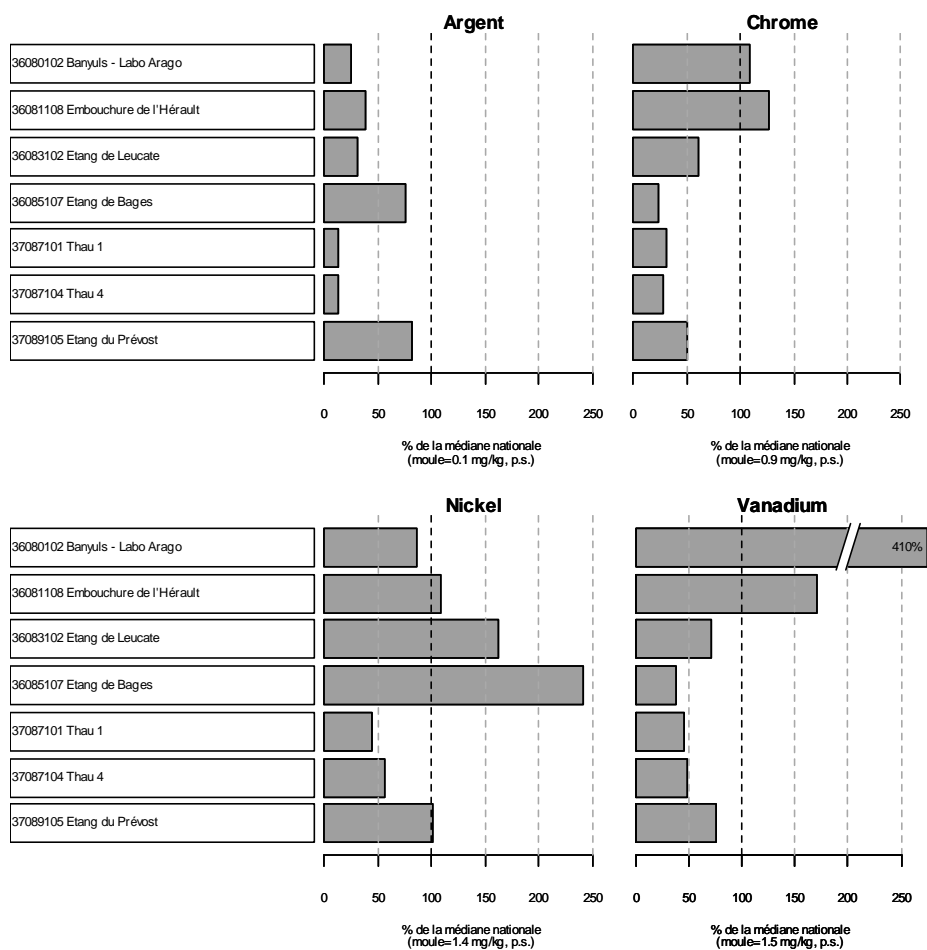 Argent
Chrome
36080102 Banyuls - Labo Arago
36081108 Embouchure de l'Hérault
36083102 Etang de Leucate
36085107 Etang de Bages
37087101 Thau 1
37087104 Thau 4
37089105 Etang du Prévost
0 50 100 150 200 250
0 50 100 150 200 250
% de la médiane nationale
(moule=0.1 mg/kg, p.s.)
% de la médiane nationale
(moule=0.9 mg/kg, p.s.)
Nickel
Vanadium
36080102 Banyuls - Labo Arago
410%
36081108 Embouchure de l'Hérault
36083102 Etang de Leucate
36085107 Etang de Bages
37087101 Thau 1
37087104 Thau 4
37089105 Etang du Prévost
0 50 100 150 200 250
0 50 100 150 200 250
% de la médiane nationale
(moule=1.4 mg/kg, p.s.)
% de la médiane nationale
(moule=1.5 mg/kg, p.s.)